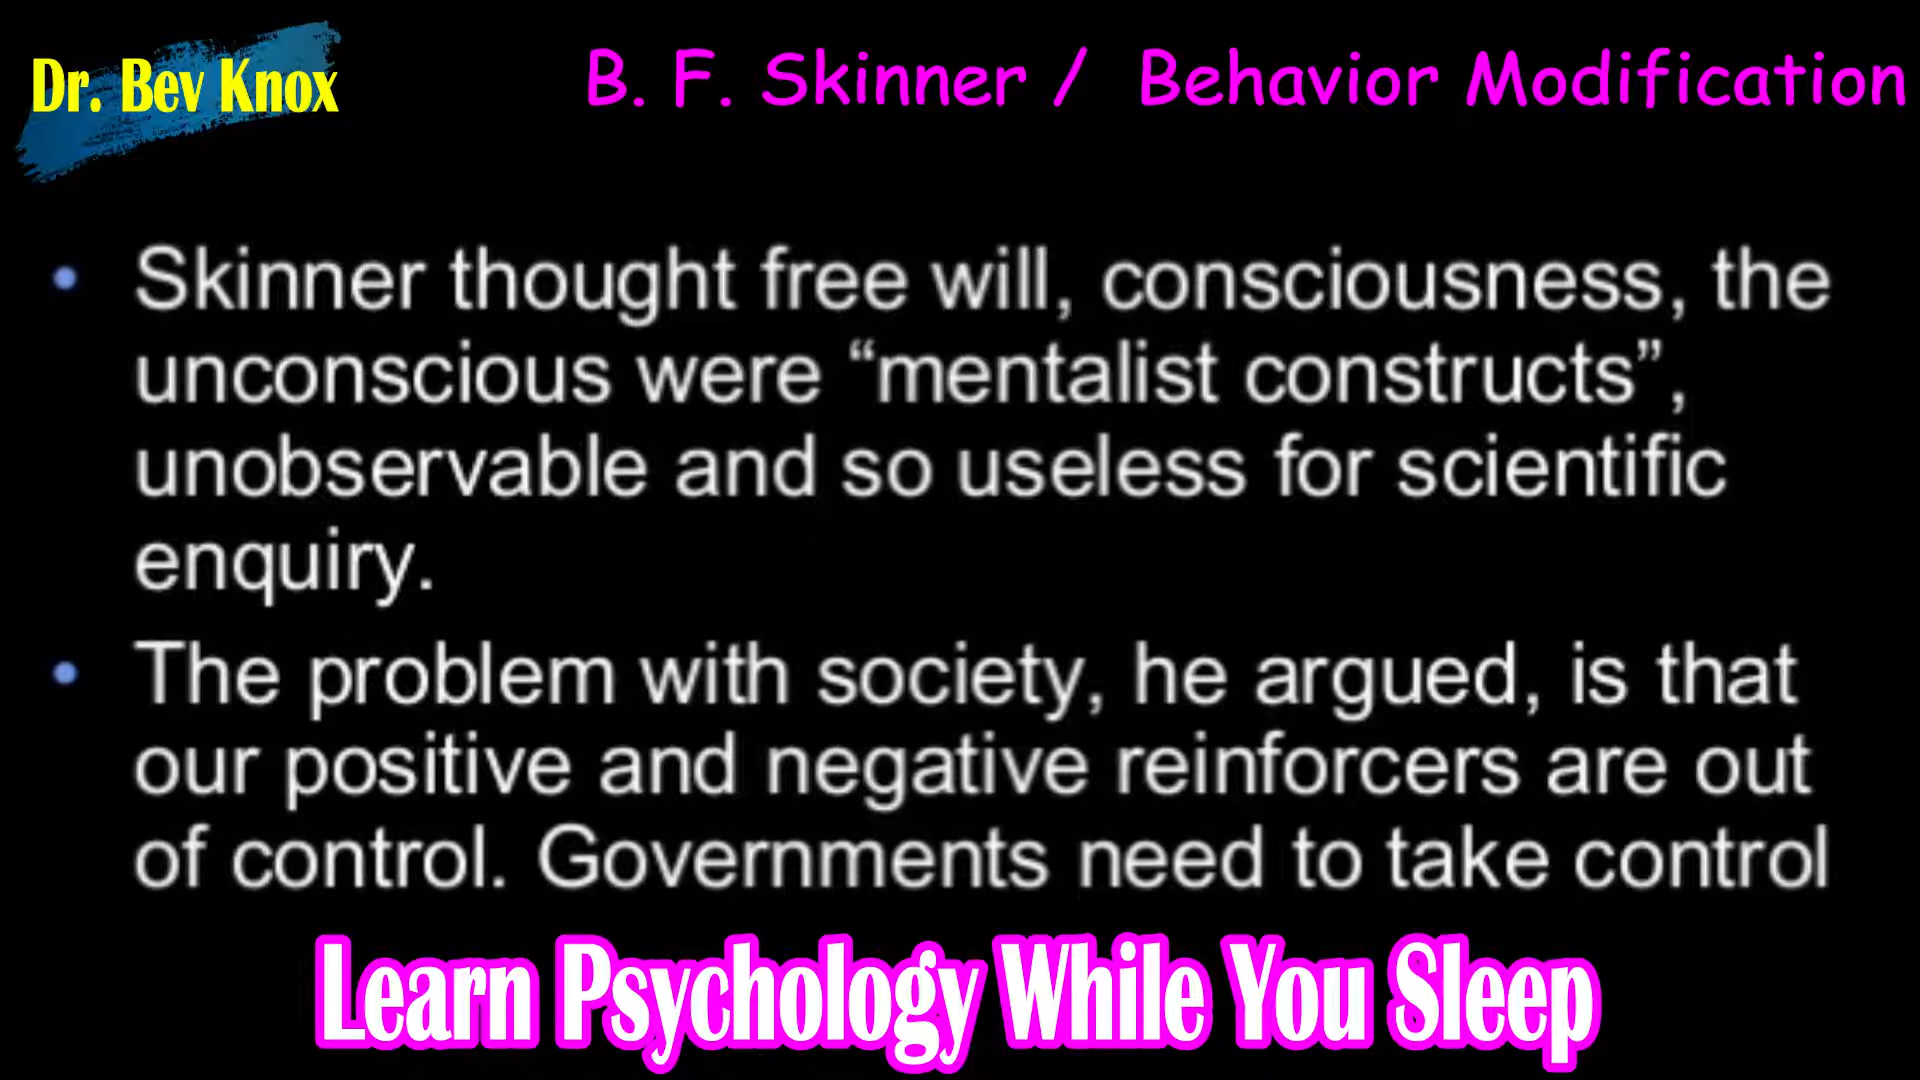 Dr. Bev Knox
B. F. Skinner / Behavior Modification
• Skinner thought free will, consciousness, the
unconscious were “mentalist constructs”,
unobservable and so useless for scientific
enquiry.
• The problem with society, he argued, is that
our positive and negative reinforcers are out
of control. Governments need to take control
Learn Psychology While You Sleep